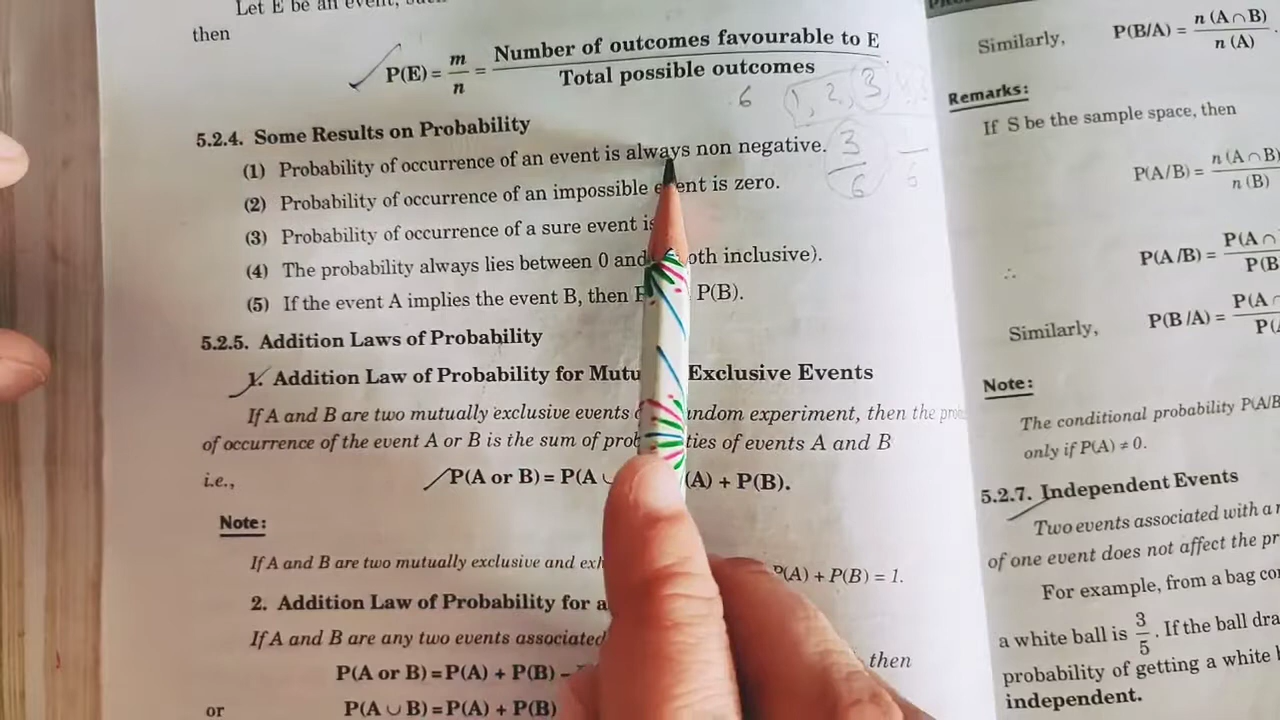 Let E be an event,
then
P(E) = m/n = Number of outcomes favourable to E / Total possible outcomes
6 1, 2, 3
5.2.4. Some Results on Probability
(1) Probability of occurrence of an event is always non negative.
3/6 /6
(2) Probability of occurrence of an impossible event is zero.
(3) Probability of occurrence of a sure event is
(4) The probability always lies between 0 and both inclusive).
(5) If the event A implies the event B, then P(B).
5.2.5. Addition Laws of Probability
1. Addition Law of Probability for Mutu Exclusive Events
If A and B are two mutually exclusive events random experiment, then the
of occurrence of the event A or B is the sum of probabilities of events A and B
i.e., P(A or B) = P(A ∪ (A) + P(B).
Note:
If A and B are two mutually exclusive and P(A) + P(B) = 1.
2. Addition Law of Probability for
If A and B are any two events associated then
P(A or B) = P(A) + P(B) –
or P(A ∪ B) = P(A) + P(B)
Similarly, P(B/A) = n (A∩B) / n (A) .
Remarks:
If S be the sample space, then
P(A/B) = n (A∩B) / n (B)
∴ P(A/B) = P(A ∩ / P(B
Similarly, P(B/A) = P(A ∩ / P(
Note:
The conditional probability P(A/B
only if P(A) ≠ 0.
5.2.7. Independent Events
Two events associated with a
of one event does not affect the
For example, from a bag
a white ball is 3/5. If the ball
probability of getting a white
independent.